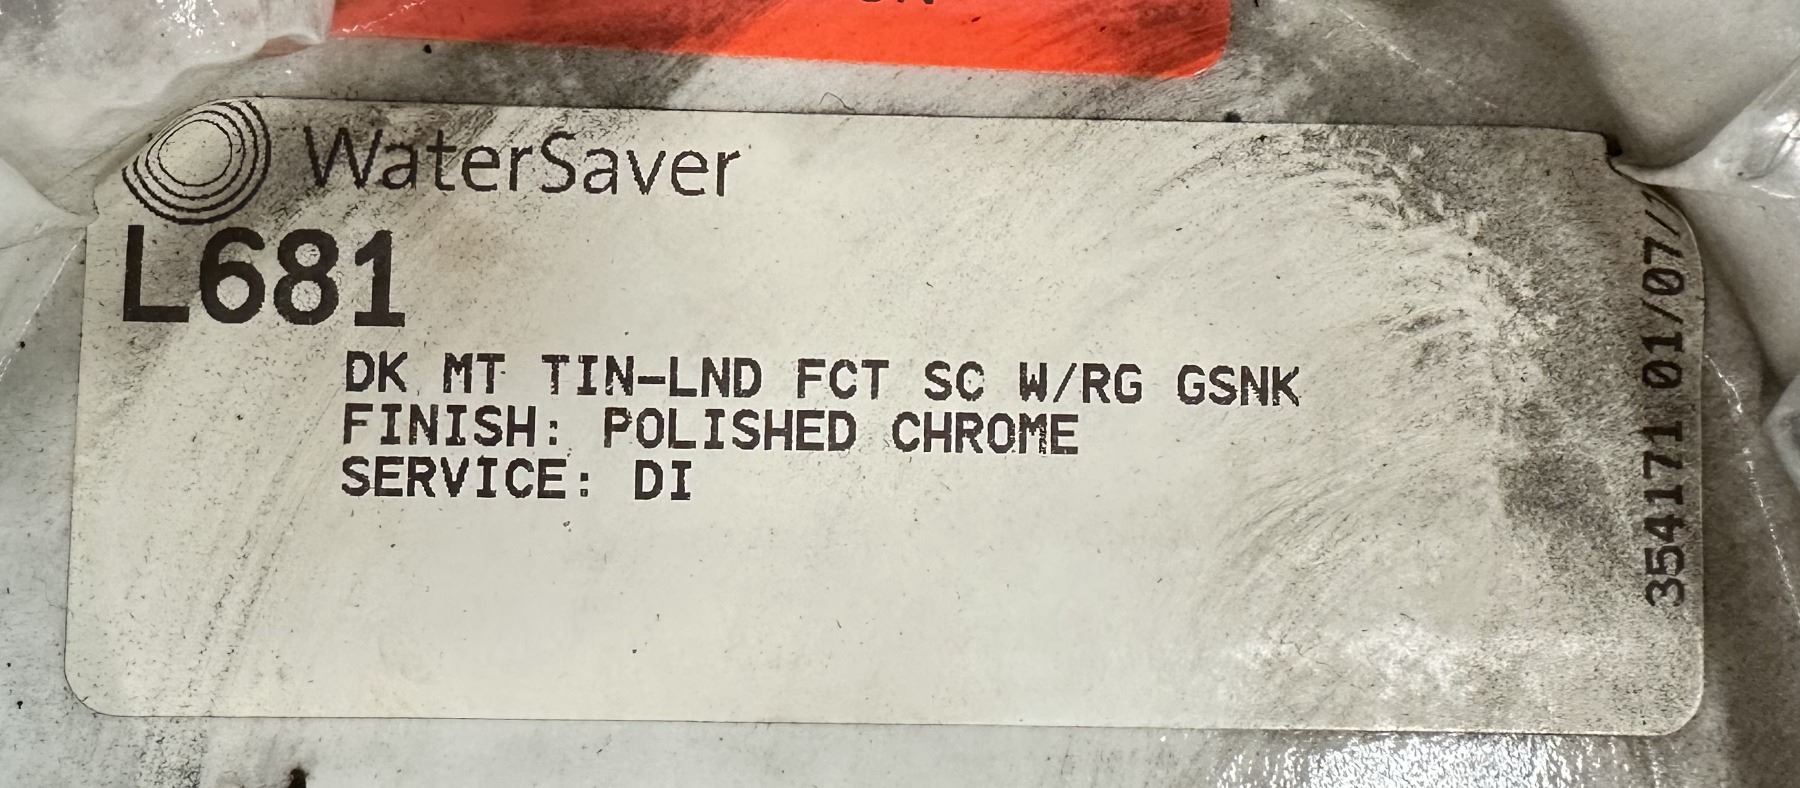 WaterSaver
L681
DK MT TIN-LND FCT SC W/RG GSNK
FINISH: POLISHED CHROME
SERVICE: DI
354171 01/07/